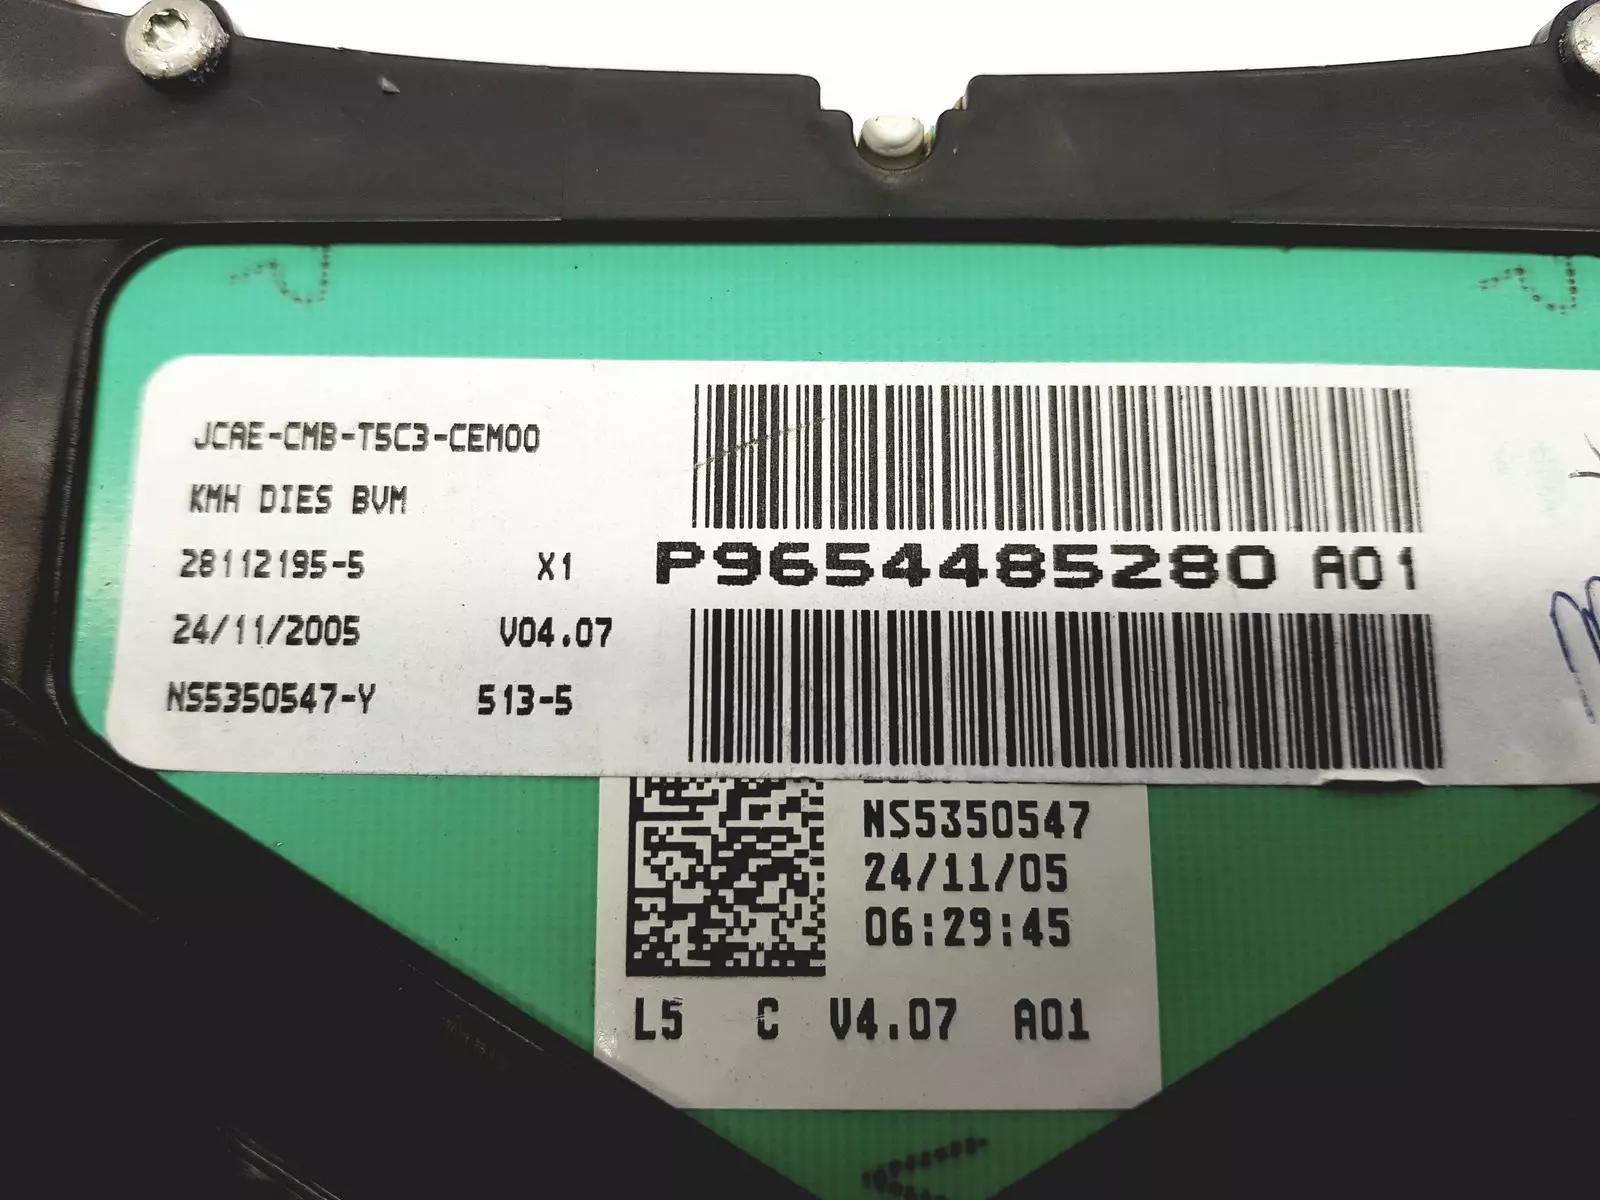 JCAE-CMB-T5C3-CEM00
KMH DIES BVM
28112195-5 X1 P9654485280 A01
24/11/2005 V04.07
NS5350547-Y 513-5
NS5350547
24/11/05
06:29:45
L5 C V4.07 A01